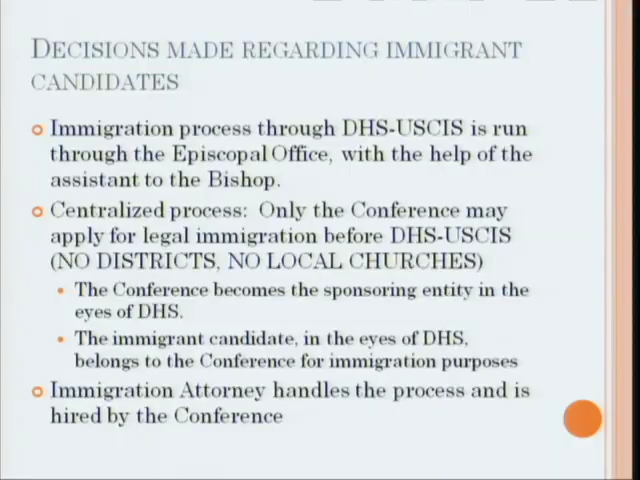 DECISIONS MADE REGARDING IMMIGRANT
CANDIDATES
Immigration process through DHS-USCIS is run
through the Episcopal Office, with the help of the
assistant to the Bishop.
Centralized process: Only the Conference may
apply for legal immigration before DHS-USCIS
(NO DISTRICTS, NO LOCAL CHURCHES)
The Conference becomes the sponsoring entity in the
eyes of DHS.
The immigrant candidate, in the eyes of DHS,
belongs to the Conference for immigration purposes
Immigration Attorney handles the process and is
hired by the Conference